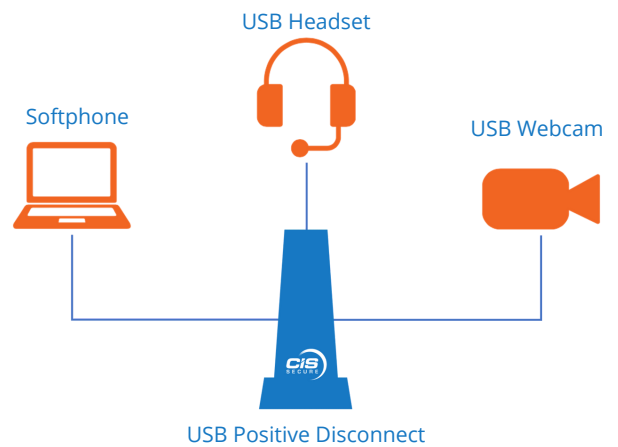 USB Headset
Softphone
USB Webcam
CIS
SECURE
USB Positive Disconnect